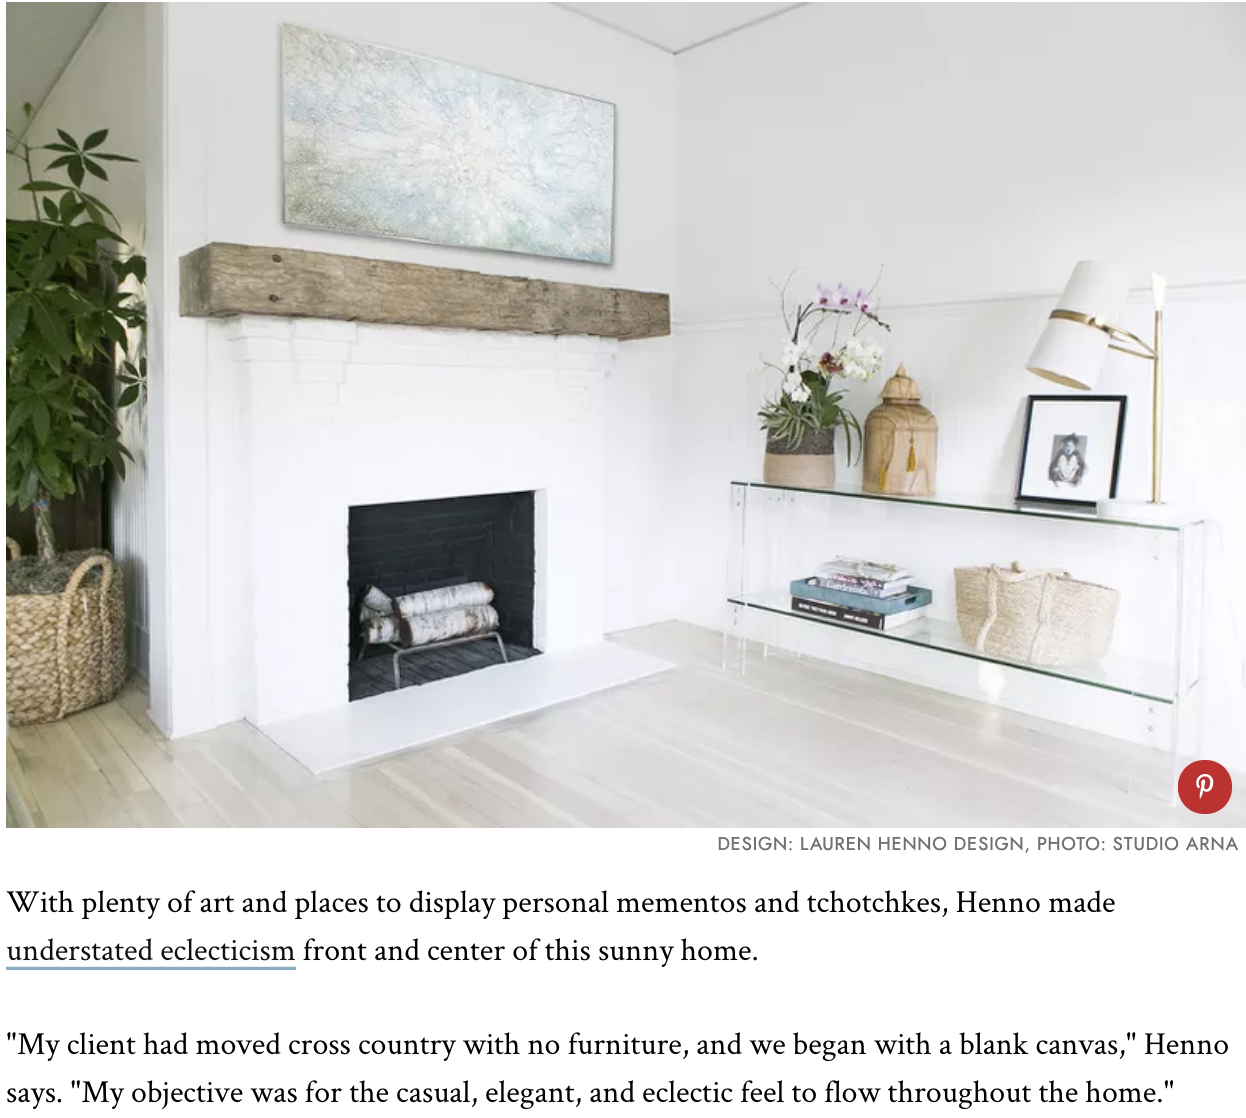 DESIGN: LAUREN HENNO DESIGN, PHOTO: STUDIO ARNA
With plenty of art and places to display personal mementos and tchotchkes, Henno made
understated eclecticism front and center of this sunny home.
"My client had moved cross country with no furniture, and we began with a blank canvas," Henno
says. "My objective was for the casual, elegant, and eclectic feel to flow throughout the home."